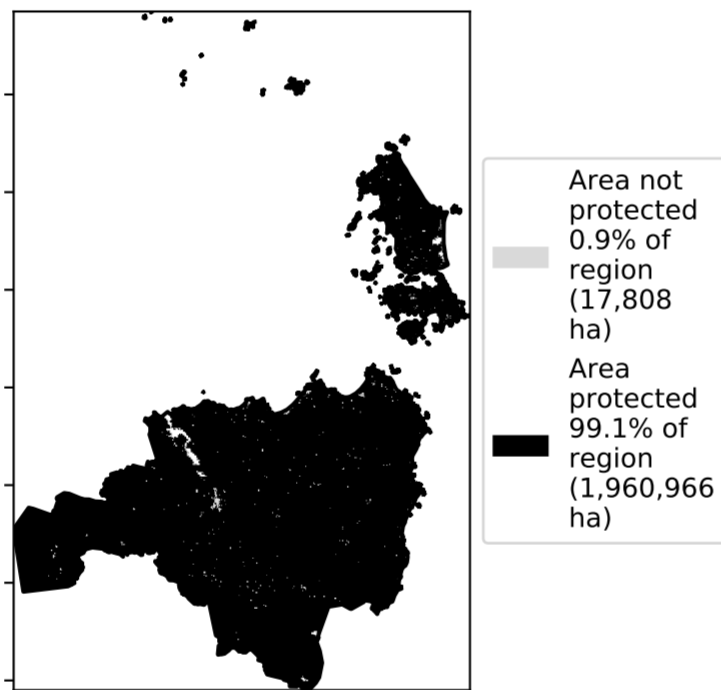 Area not
protected
0.9% of
region
(17,808
ha)
Area
protected
99.1% of
region
(1,960,966
ha)